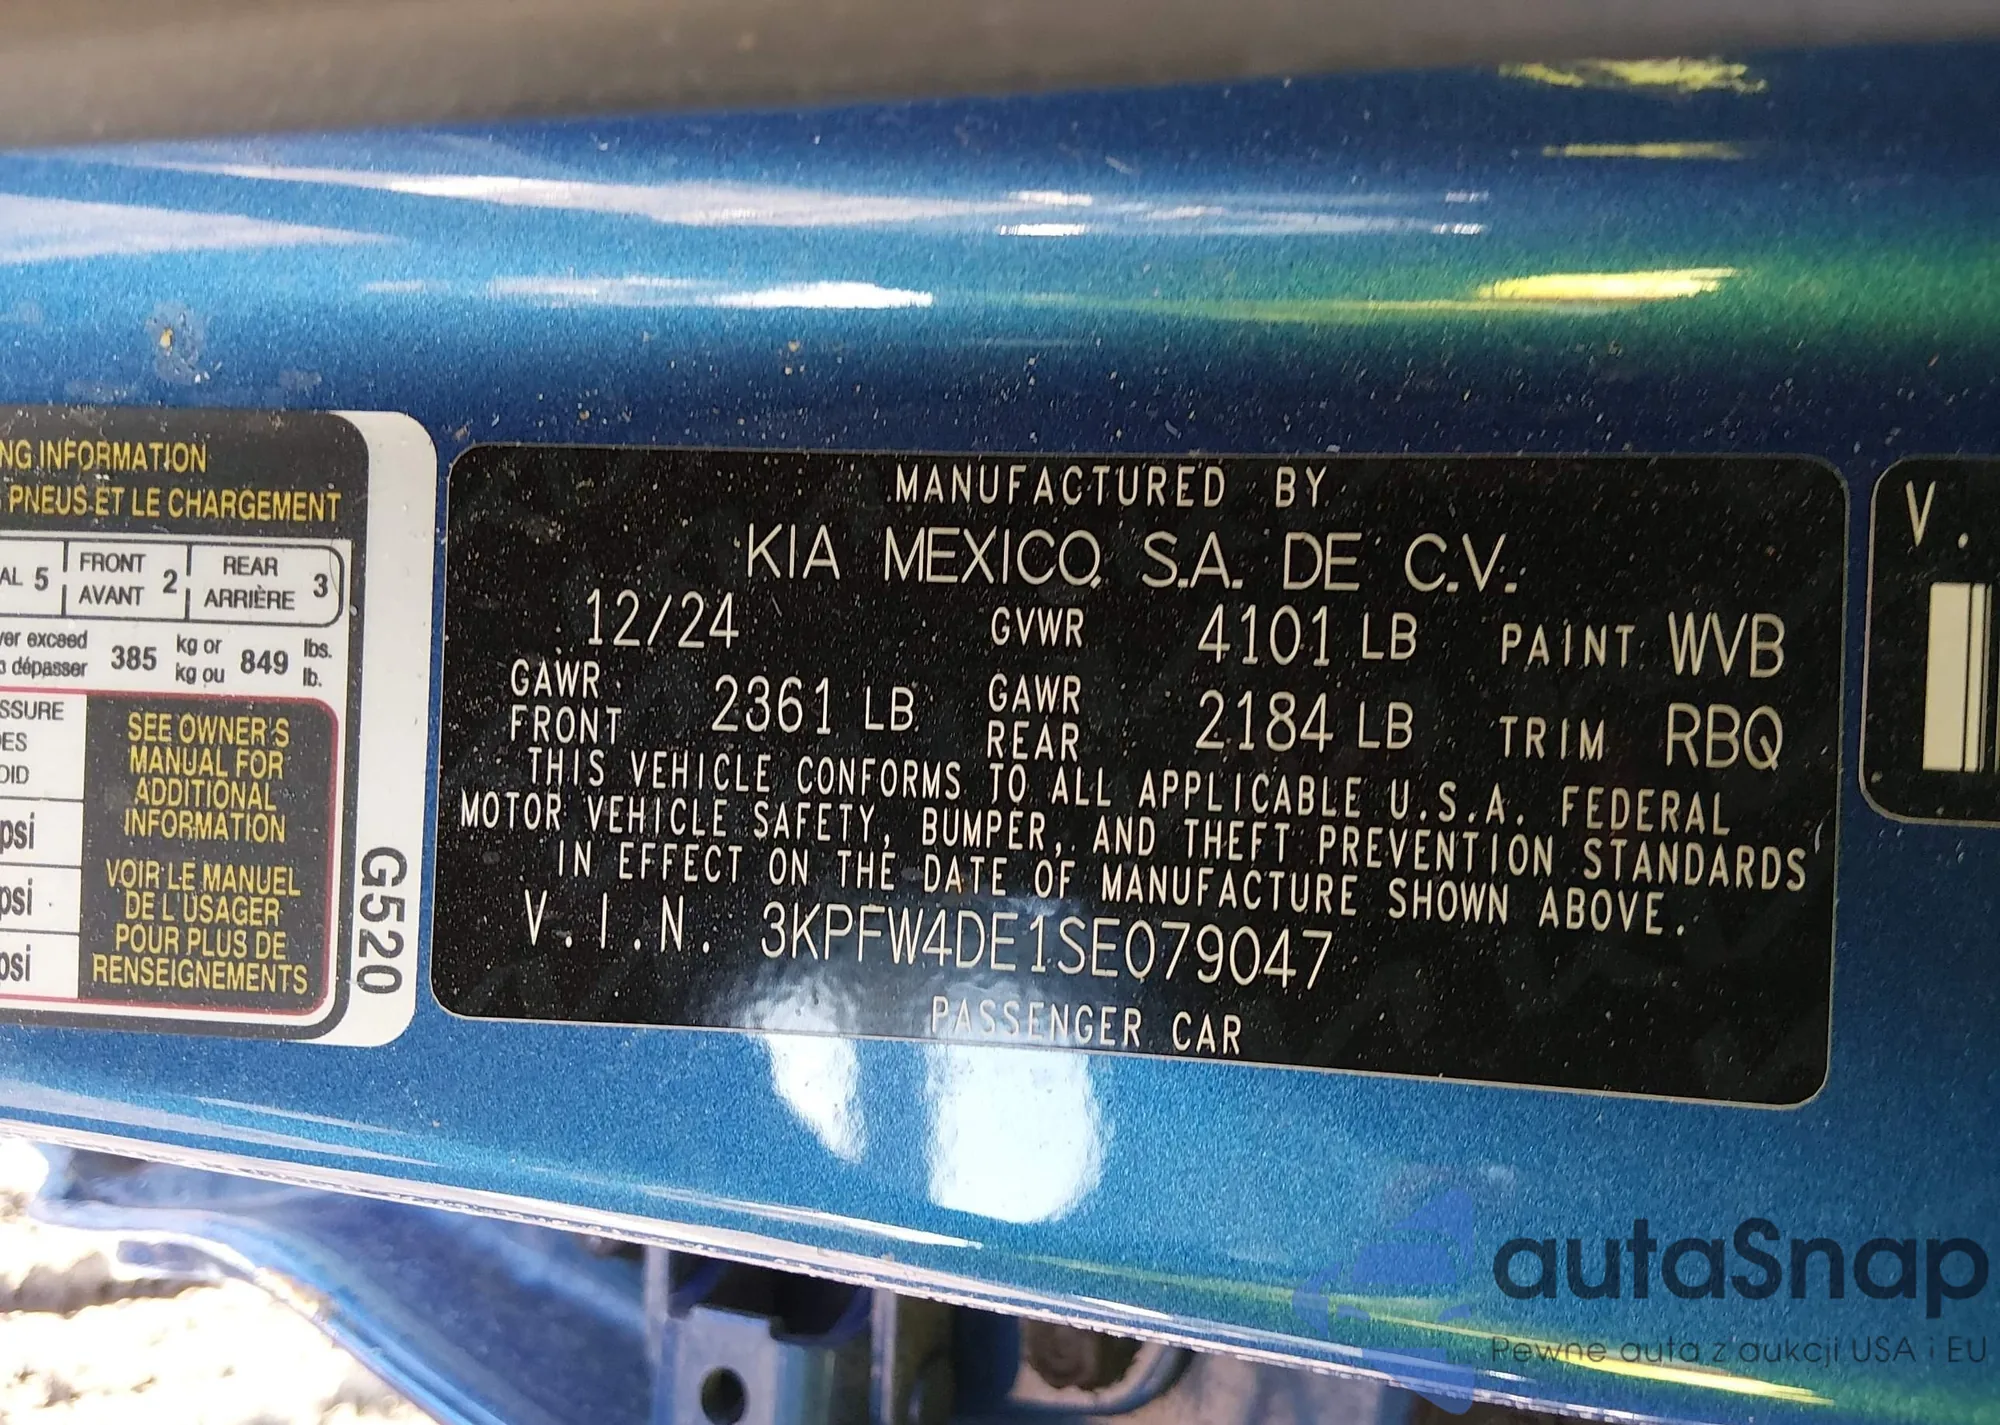 NG INFORMATION
PNEUS ET LE CHARGEMENT
AL 5 FRONT AVANT 2 REAR ARRIÈRE 3
ver exceed 385 kg or 849 lbs.
dépasser kg ou lb.
SSURE
ES
OID
psi
psi
psi
SEE OWNER'S
MANUAL FOR
ADDITIONAL
INFORMATION
VOIR LE MANUEL
DE L'USAGER
POUR PLUS DE
RENSEIGNEMENTS
G520
MANUFACTURED BY
KIA MEXICO, S.A. DE C.V.
12/24 GVWR 4101 LB PAINT WVB
GAWR FRONT 2361 LB GAWR REAR 2184 LB TRIM RBQ
THIS VEHICLE CONFORMS TO ALL APPLICABLE U.S.A. FEDERAL
MOTOR VEHICLE SAFETY, BUMPER, AND THEFT PREVENTION STANDARDS
IN EFFECT ON THE DATE OF MANUFACTURE SHOWN ABOVE.
V.I.N. 3KPFW4DE1SE079047
PASSENGER CAR
V.
autaSnap
Pewne auta z aukcji USA i EU